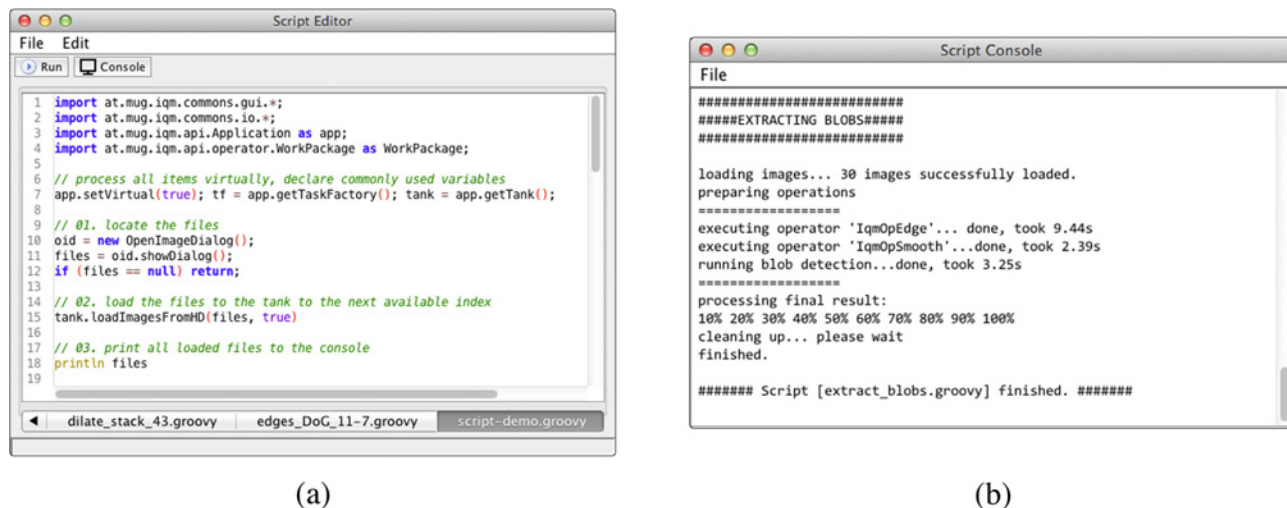 Script Editor
File Edit
Run Console
1 import at.mug.iqm.commons.gui.*;
2 import at.mug.iqm.commons.io.*;
3 import at.mug.iqm.api.Application as app;
4 import at.mug.iqm.api.operator.WorkPackage as WorkPackage;
5
6 // process all items virtually, declare commonly used variables
7 app.setVirtual(true); tf = app.getTaskFactory(); tank = app.getTank();
8
9 // 01. locate the files
10 oid = new OpenImageDialog();
11 files = oid.showDialog();
12 if (files == null) return;
13
14 // 02. load the files to the tank to the next available index
15 tank.loadImagesFromHD(files, true)
16
17 // 03. print all loaded files to the console
18 println files
19
dilate_stack_43.groovy edges_DoG_11-7.groovy script-demo.groovy
(a)
Script Console
File
##########################
#####EXTRACTING BLOBS#####
##########################
loading images... 30 images successfully loaded.
preparing operations
==================
executing operator 'IqmOpEdge'... done, took 9.44s
executing operator 'IqmOpSmooth'...done, took 2.39s
running blob detection...done, took 3.25s
==================
processing final result:
10% 20% 30% 40% 50% 60% 70% 80% 90% 100%
cleaning up... please wait
finished.
####### Script [extract_blobs.groovy] finished. #######
(b)